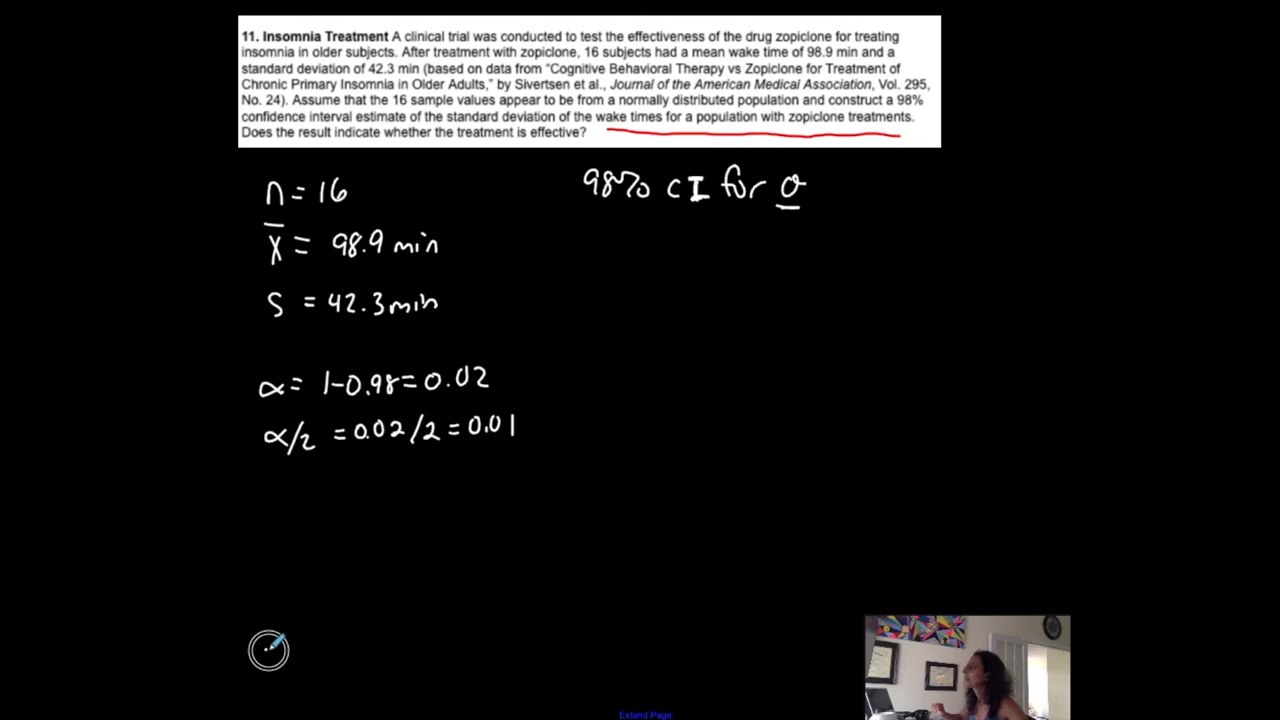 11. Insomnia Treatment A clinical trial was conducted to test the effectiveness of the drug zopiclone for treating
insomnia in older subjects. After treatment with zopiclone, 16 subjects had a mean wake time of 98.9 min and a
standard deviation of 42.3 min (based on data from "Cognitive Behavioral Therapy vs Zopiclone for Treatment of
Chronic Primary Insomnia in Older Adults," by Sivertsen et al., Journal of the American Medical Association, Vol. 295,
No. 24). Assume that the 16 sample values appear to be from a normally distributed population and construct a 98%
confidence interval estimate of the standard deviation of the wake times for a population with zopiclone treatments.
Does the result indicate whether the treatment is effective?
n = 16
98% CI for σ
x̄ = 98.9 min
s = 42.3 min
α = 1-0.98 = 0.02
α/2 = 0.02/2 = 0.01
Extend Page